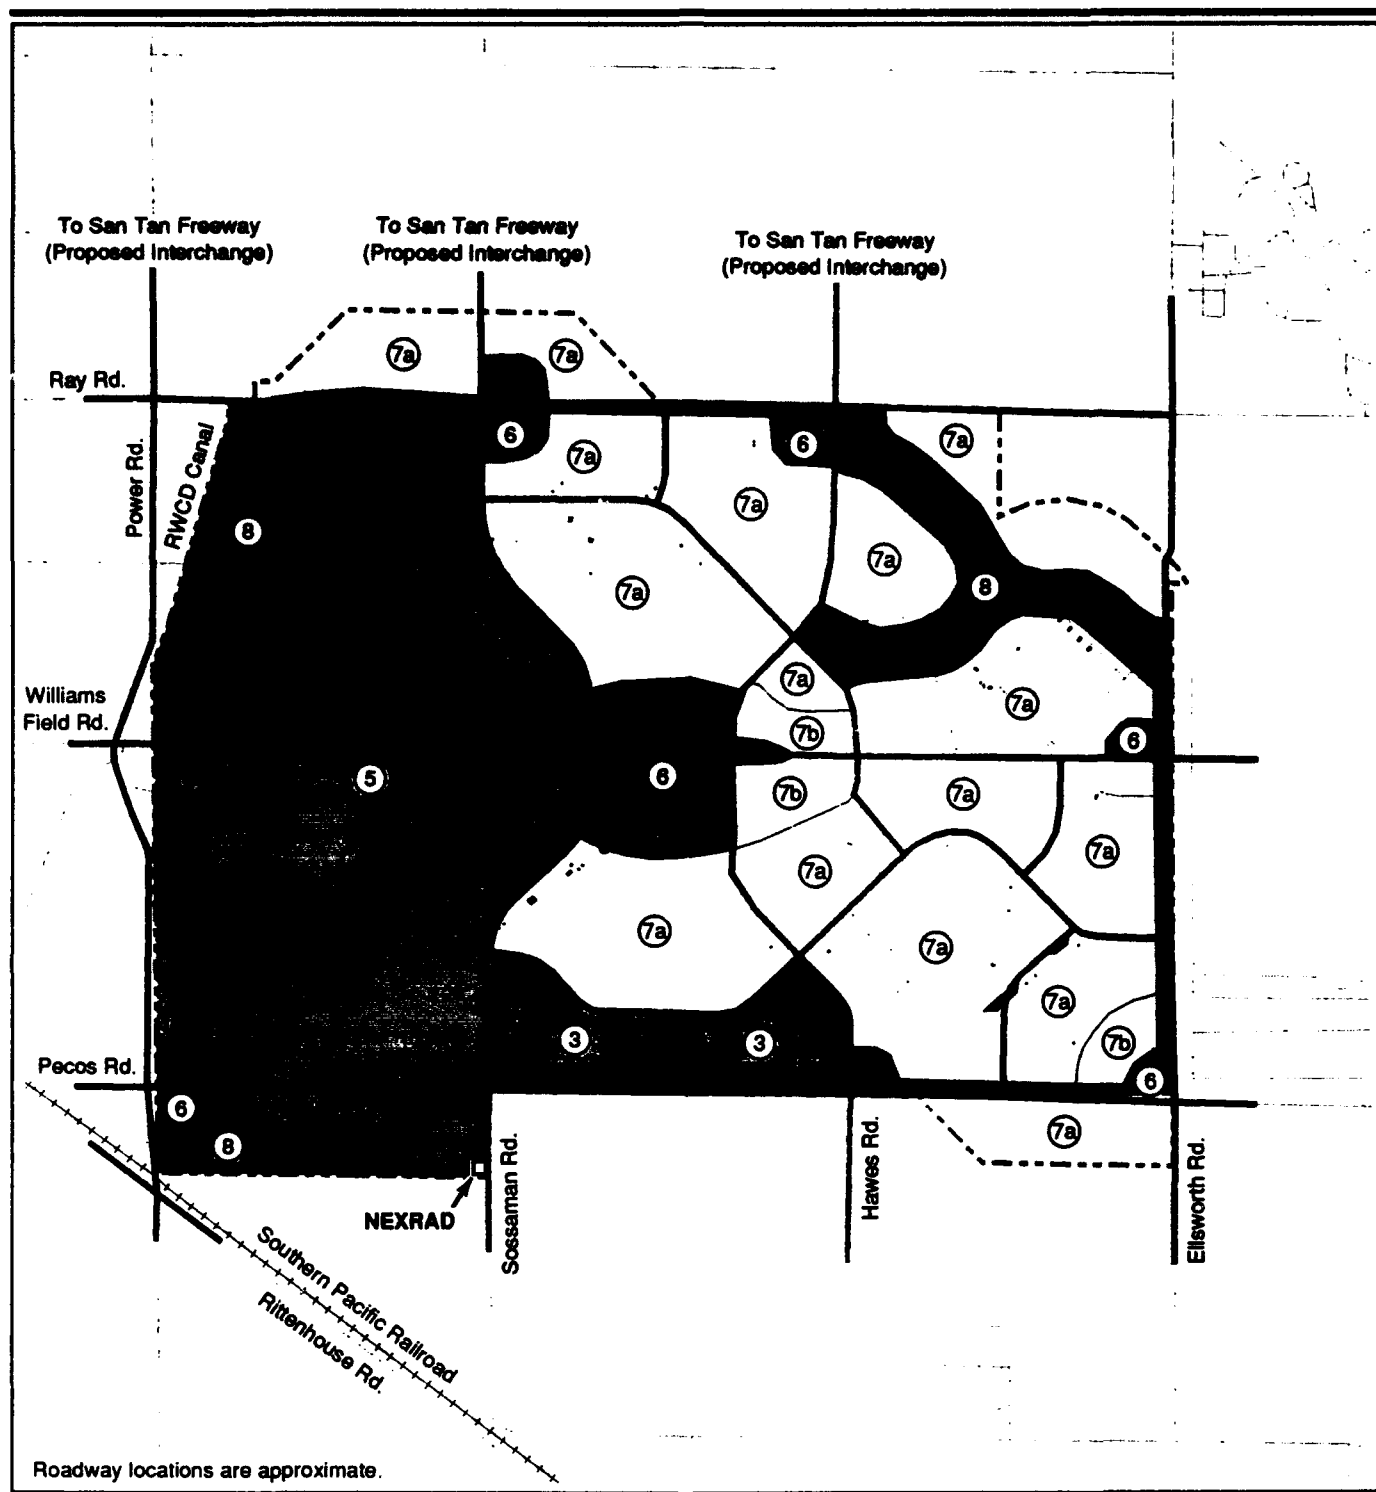 To San Tan Freeway
(Proposed Interchange)
To San Tan Freeway
(Proposed Interchange)
To San Tan Freeway
(Proposed Interchange)
7a
7a
Ray Rd.
6
7a
6
7a
Power Rd.
RWCD Canal
8
7a
7a
7a
7a
8
7a
7a
Williams
Field Rd.
7b
6
5
6
7b
7a
7a
7a
7a
7a
7a
3
3
7b
Pecos Rd.
6
6
8
7a
NEXRAD
Sossaman Rd.
Hawes Rd.
Ellsworth Rd.
Southern Pacific Railroad
Rittenhouse Rd.
Roadway locations are approximate.